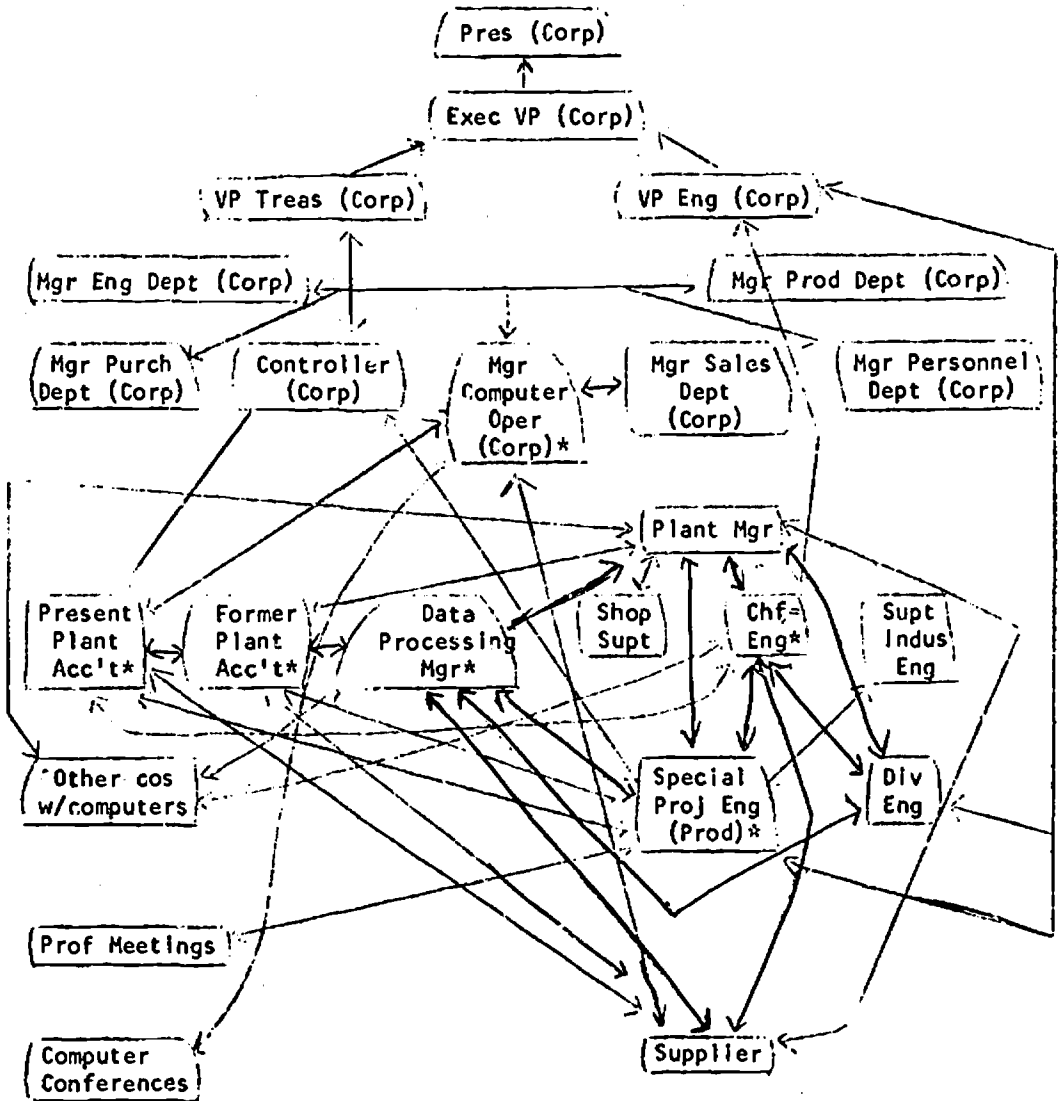 Pres (Corp)
Exec VP (Corp)
VP Treas (Corp)
VP Eng (Corp)
Mgr Eng Dept (Corp)
Mgr Prod Dept (Corp)
Mgr Purch
Dept (Corp)
Controller
(Corp)
Mgr
Computer
Oper
(Corp)*
Mgr Sales
Dept
(Corp)
Mgr Personnel
Dept (Corp)
Plant Mgr
Present
Plant
Acc't*
Former
Plant
Acc't*
Data
Processing
Mgr*
Shop
Supt
Chf=
Eng*
Supt
Indus
Eng
Other cos
w/computers
Special
Proj Eng
(Prod)*
Div
Eng
Prof Meetings
Supplier
Computer
Conferences